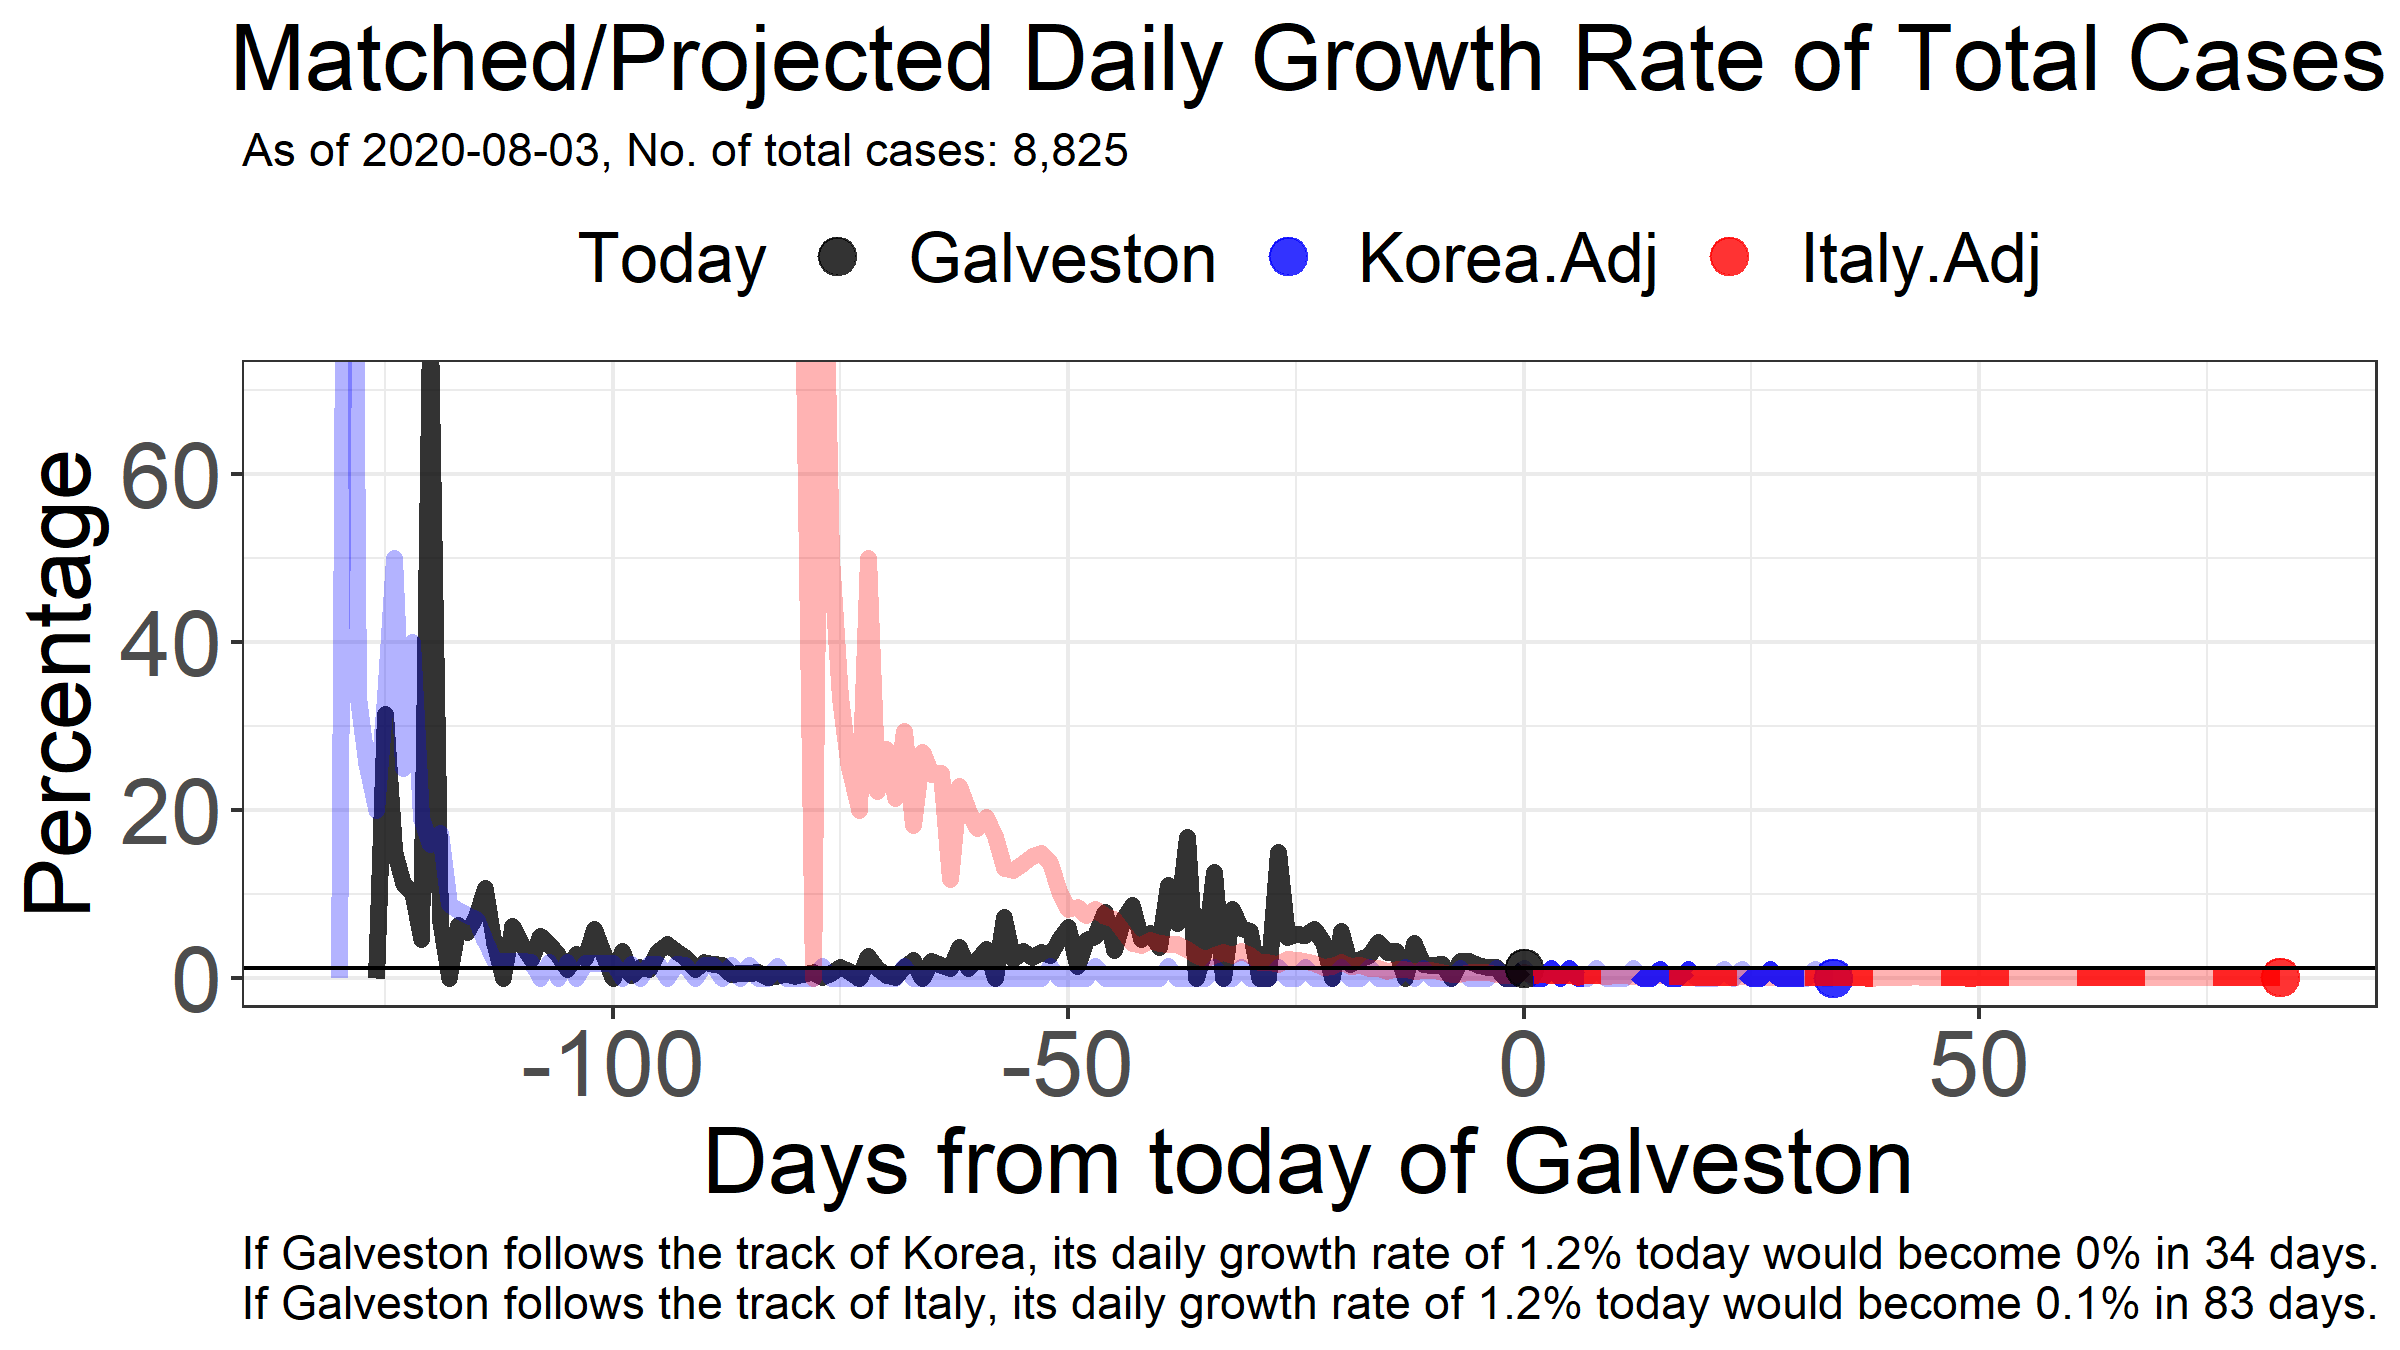 Matched/Projected Daily Growth Rate of Total Cases
As of 2020-08-03, No. of total cases: 8,825
Today Galveston Korea.Adj Italy.Adj
Percentage
60
40
20
0
-100 -50 0 50
Days from today of Galveston
If Galveston follows the track of Korea, its daily growth rate of 1.2% today would become 0% in 34 days.
If Galveston follows the track of Italy, its daily growth rate of 1.2% today would become 0.1% in 83 days.